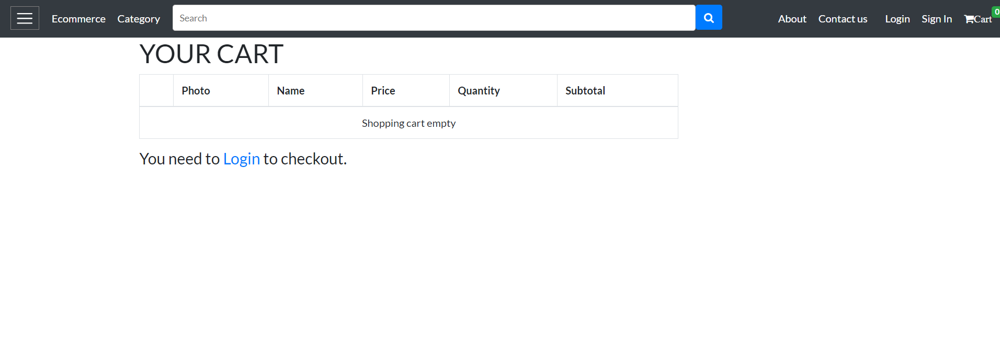 Ecommerce Category Search About Contact us Login Sign In Cart 0
YOUR CART
Photo Name Price Quantity Subtotal
Shopping cart empty
You need to Login to checkout.